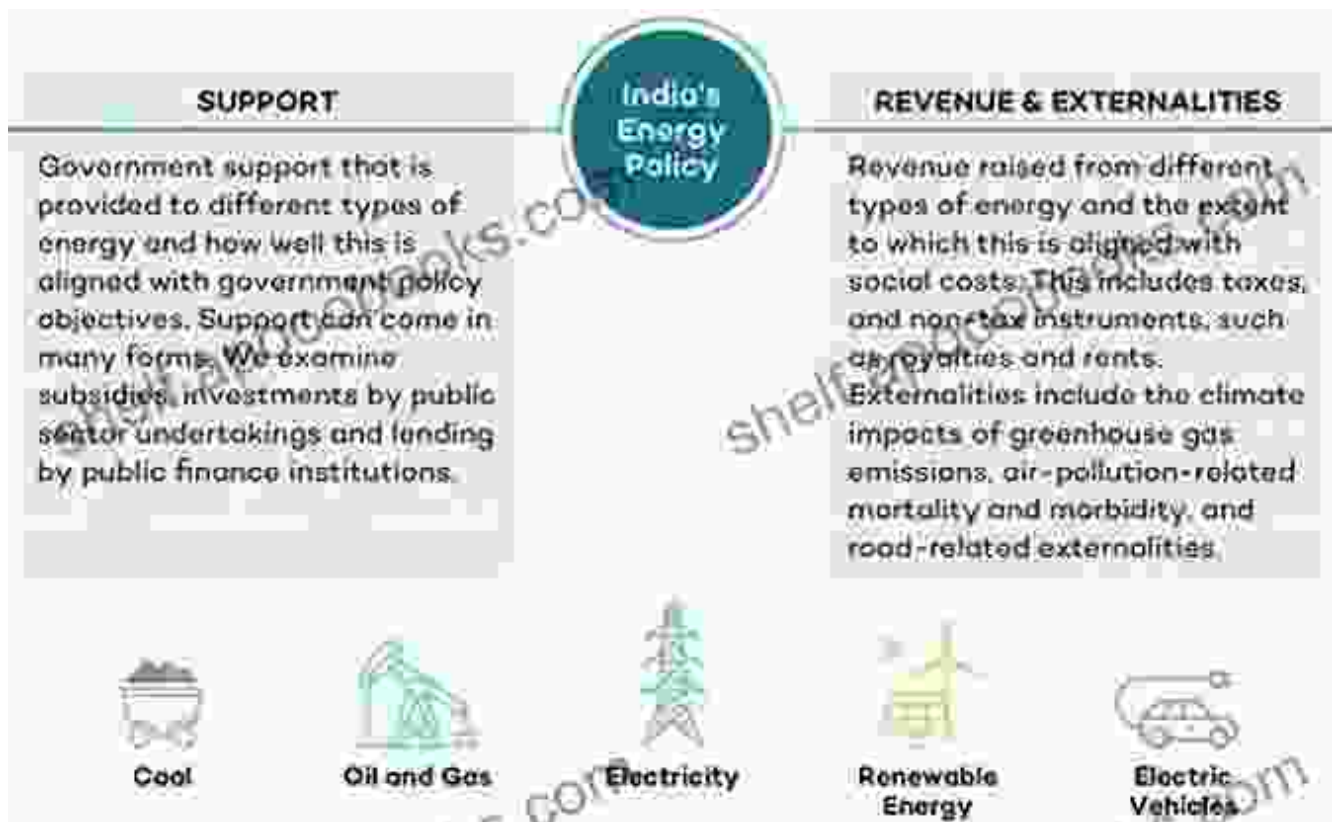 India's
Energy
Policy
SUPPORT
Government support that is
provided to different types of
energy and how well this is
aligned with government policy
objectives. Support can come in
many forms. We examine
subsidies, investments by public
sector undertakings and lending
by public finance institutions.
REVENUE & EXTERNALITIES
Revenue raised from different
types of energy and the extent
to which this is aligned with
social costs. This includes taxes,
and non-tax instruments, such
as royalties and rents.
Externalities include the climate
impacts of greenhouse gas
emissions, air-pollution-related
mortality and morbidity, and
road-related externalities.
Coal
Oil and Gas
Electricity
Renewable
Energy
Electric
Vehicles